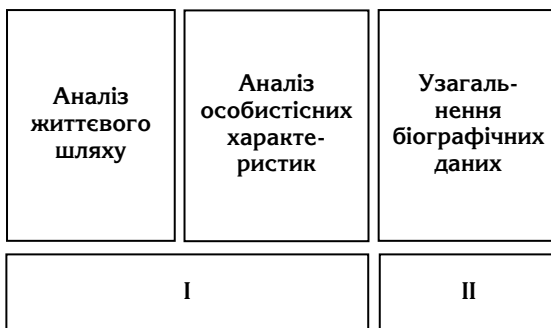 Аналіз
життєвого
шляху
Аналіз
особистісних
характе-
ристик
Узагаль-
нення
біографічних
даних
I
II